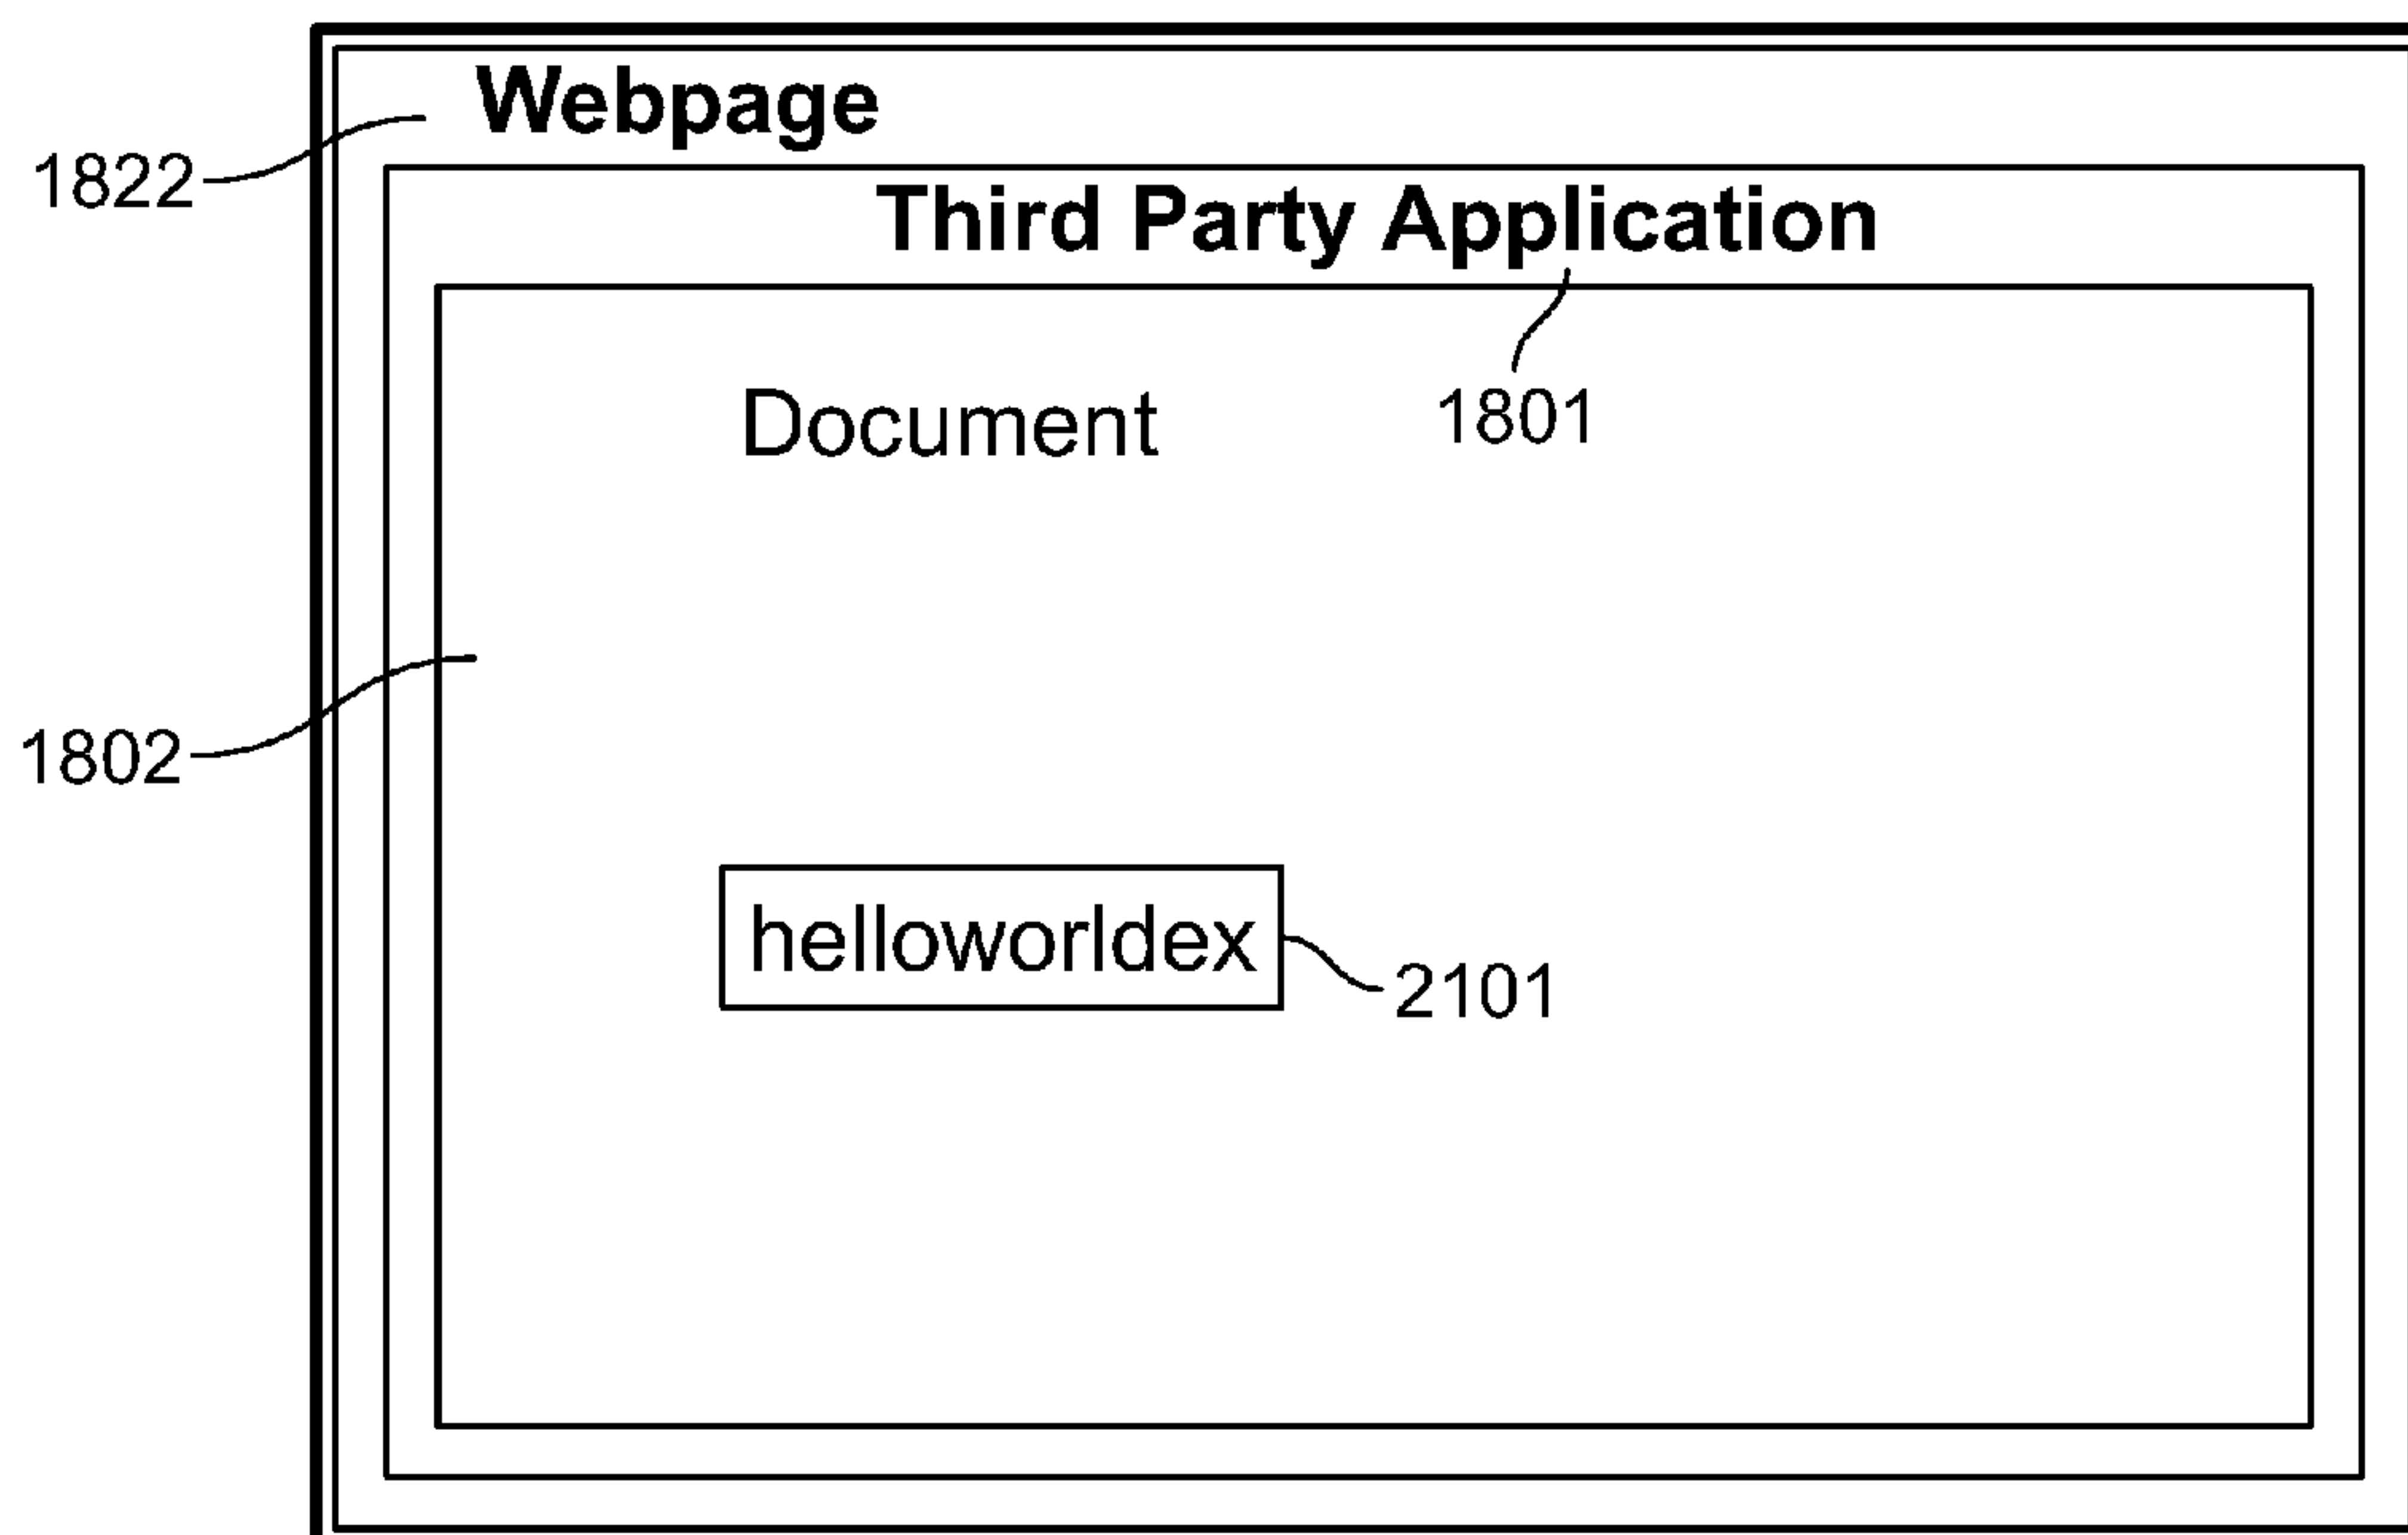 Webpage
1822
Third Party Application
1801
Document
1802
helloworldex
2101